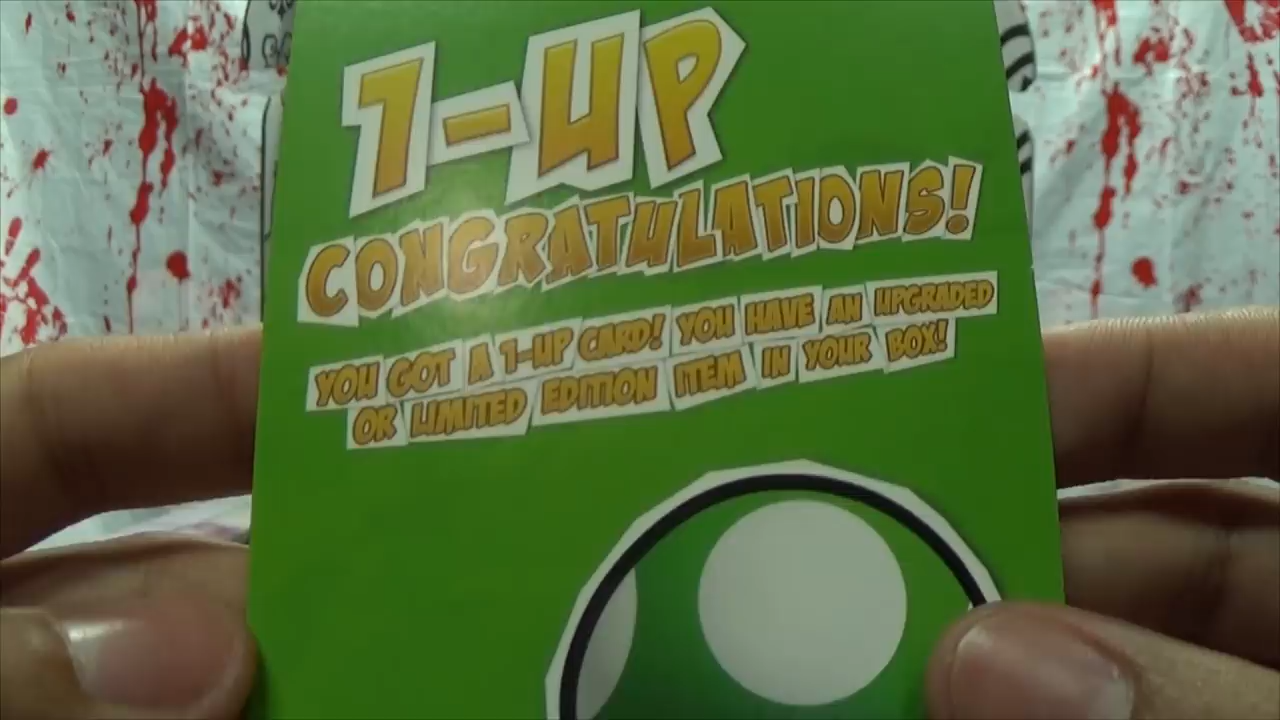 1-UP
CONGRATULATIONS!
YOU GOT A 1-UP CARD! YOU HAVE AN UPGRADED
OR LIMITED EDITION ITEM IN YOUR BOX!